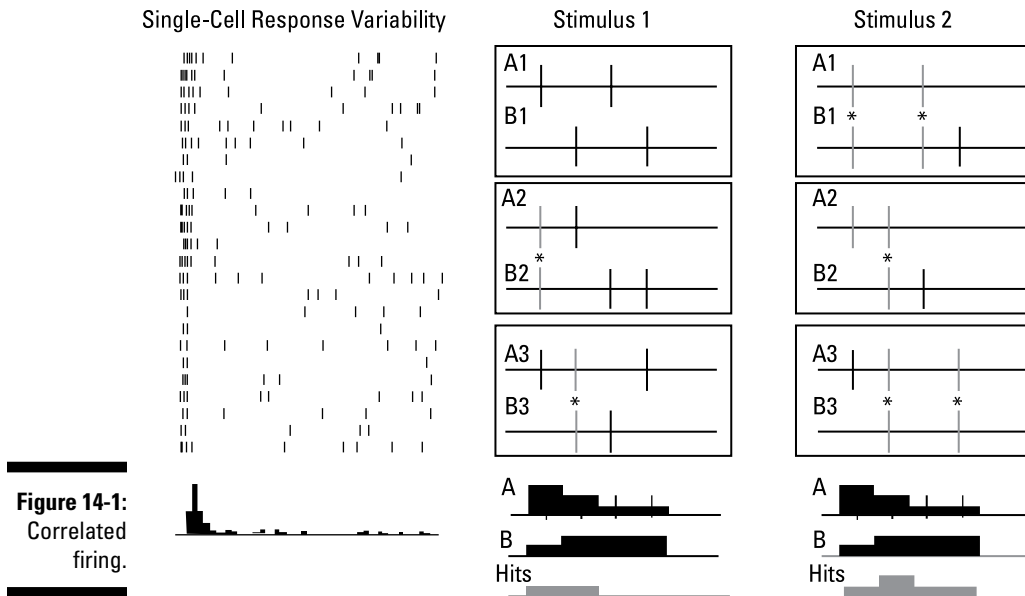 Single-Cell Response Variability
Stimulus 1
Stimulus 2
A1
B1
A2
*
B2
A3
*
B3
A
B
Hits
A1
* *
B1
A2
*
B2
A3
* *
B3
A
B
Hits
Figure 14-1:
Correlated
firing.